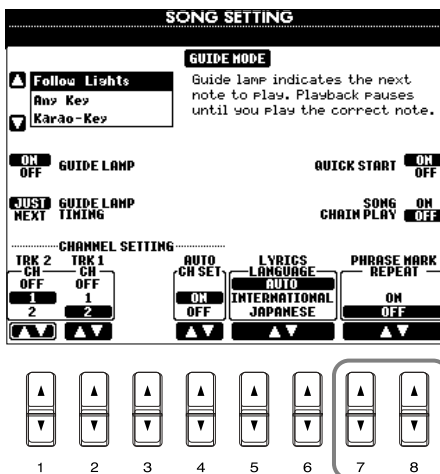 SONG SETTING
GUIDE MODE
Follow Lights
Any Key
Karao-Key
Guide lamp indicates the next
note to play. Playback pauses
until you play the correct note.
ON
OFF
GUIDE LAMP
QUICK START
ON
OFF
JUST
NEXT
GUIDE LAMP
TIMING
SONG
CHAIN PLAY
ON
OFF
CHANNEL SETTING
TRK 2
CH
OFF
1
2
TRK 1
CH
OFF
1
2
AUTO
CH SET
ON
OFF
LYRICS
LANGUAGE
AUTO
INTERNATIONAL
JAPANESE
PHRASE MARK
REPEAT
ON
OFF
1 2 3 4 5 6 7 8